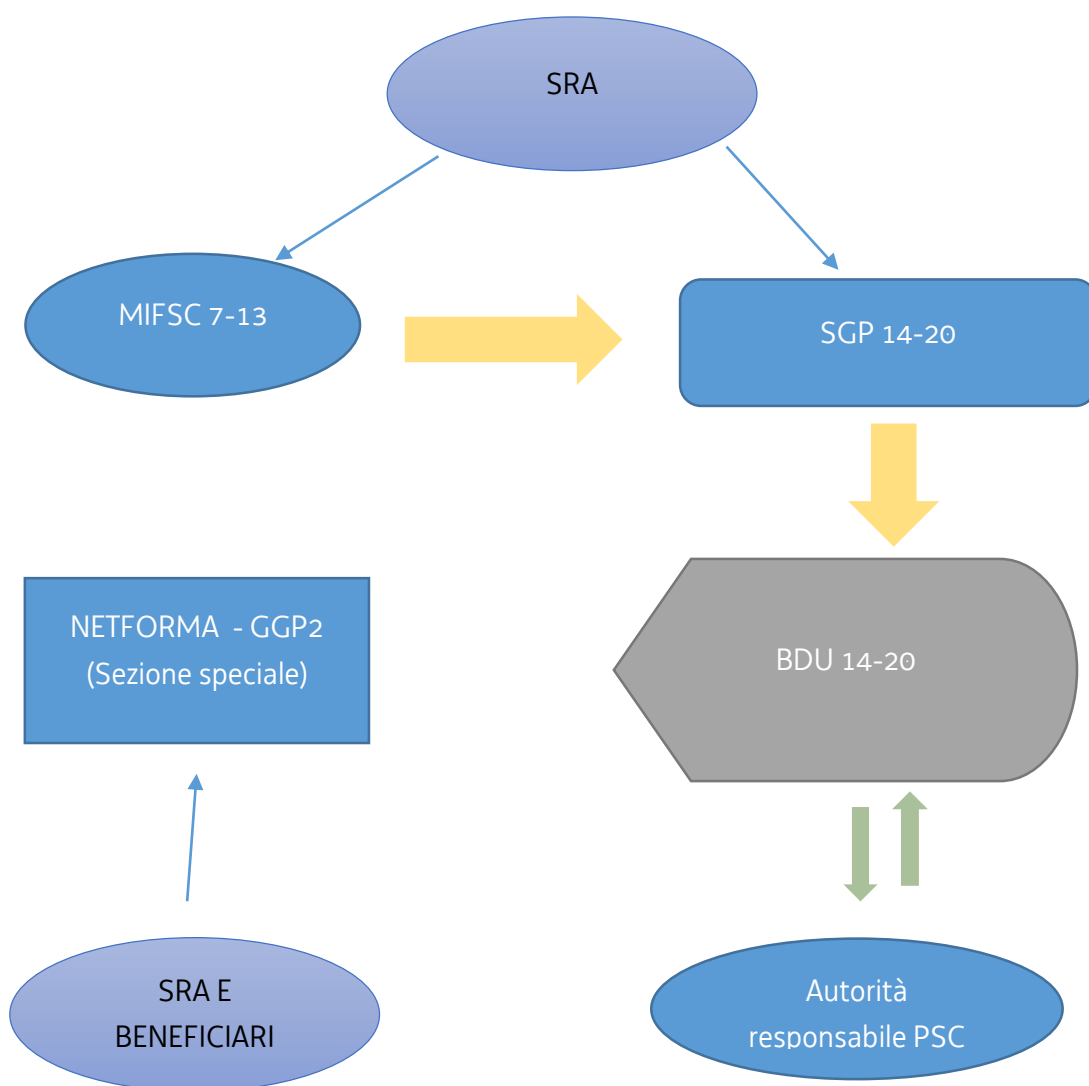 SRA
MIFSC 7-13
SGP 14-20
NETFORMA - GGP2
(Sezione speciale)
BDU 14-20
SRA E
BENEFICIARI
Autorità
responsabile PSC